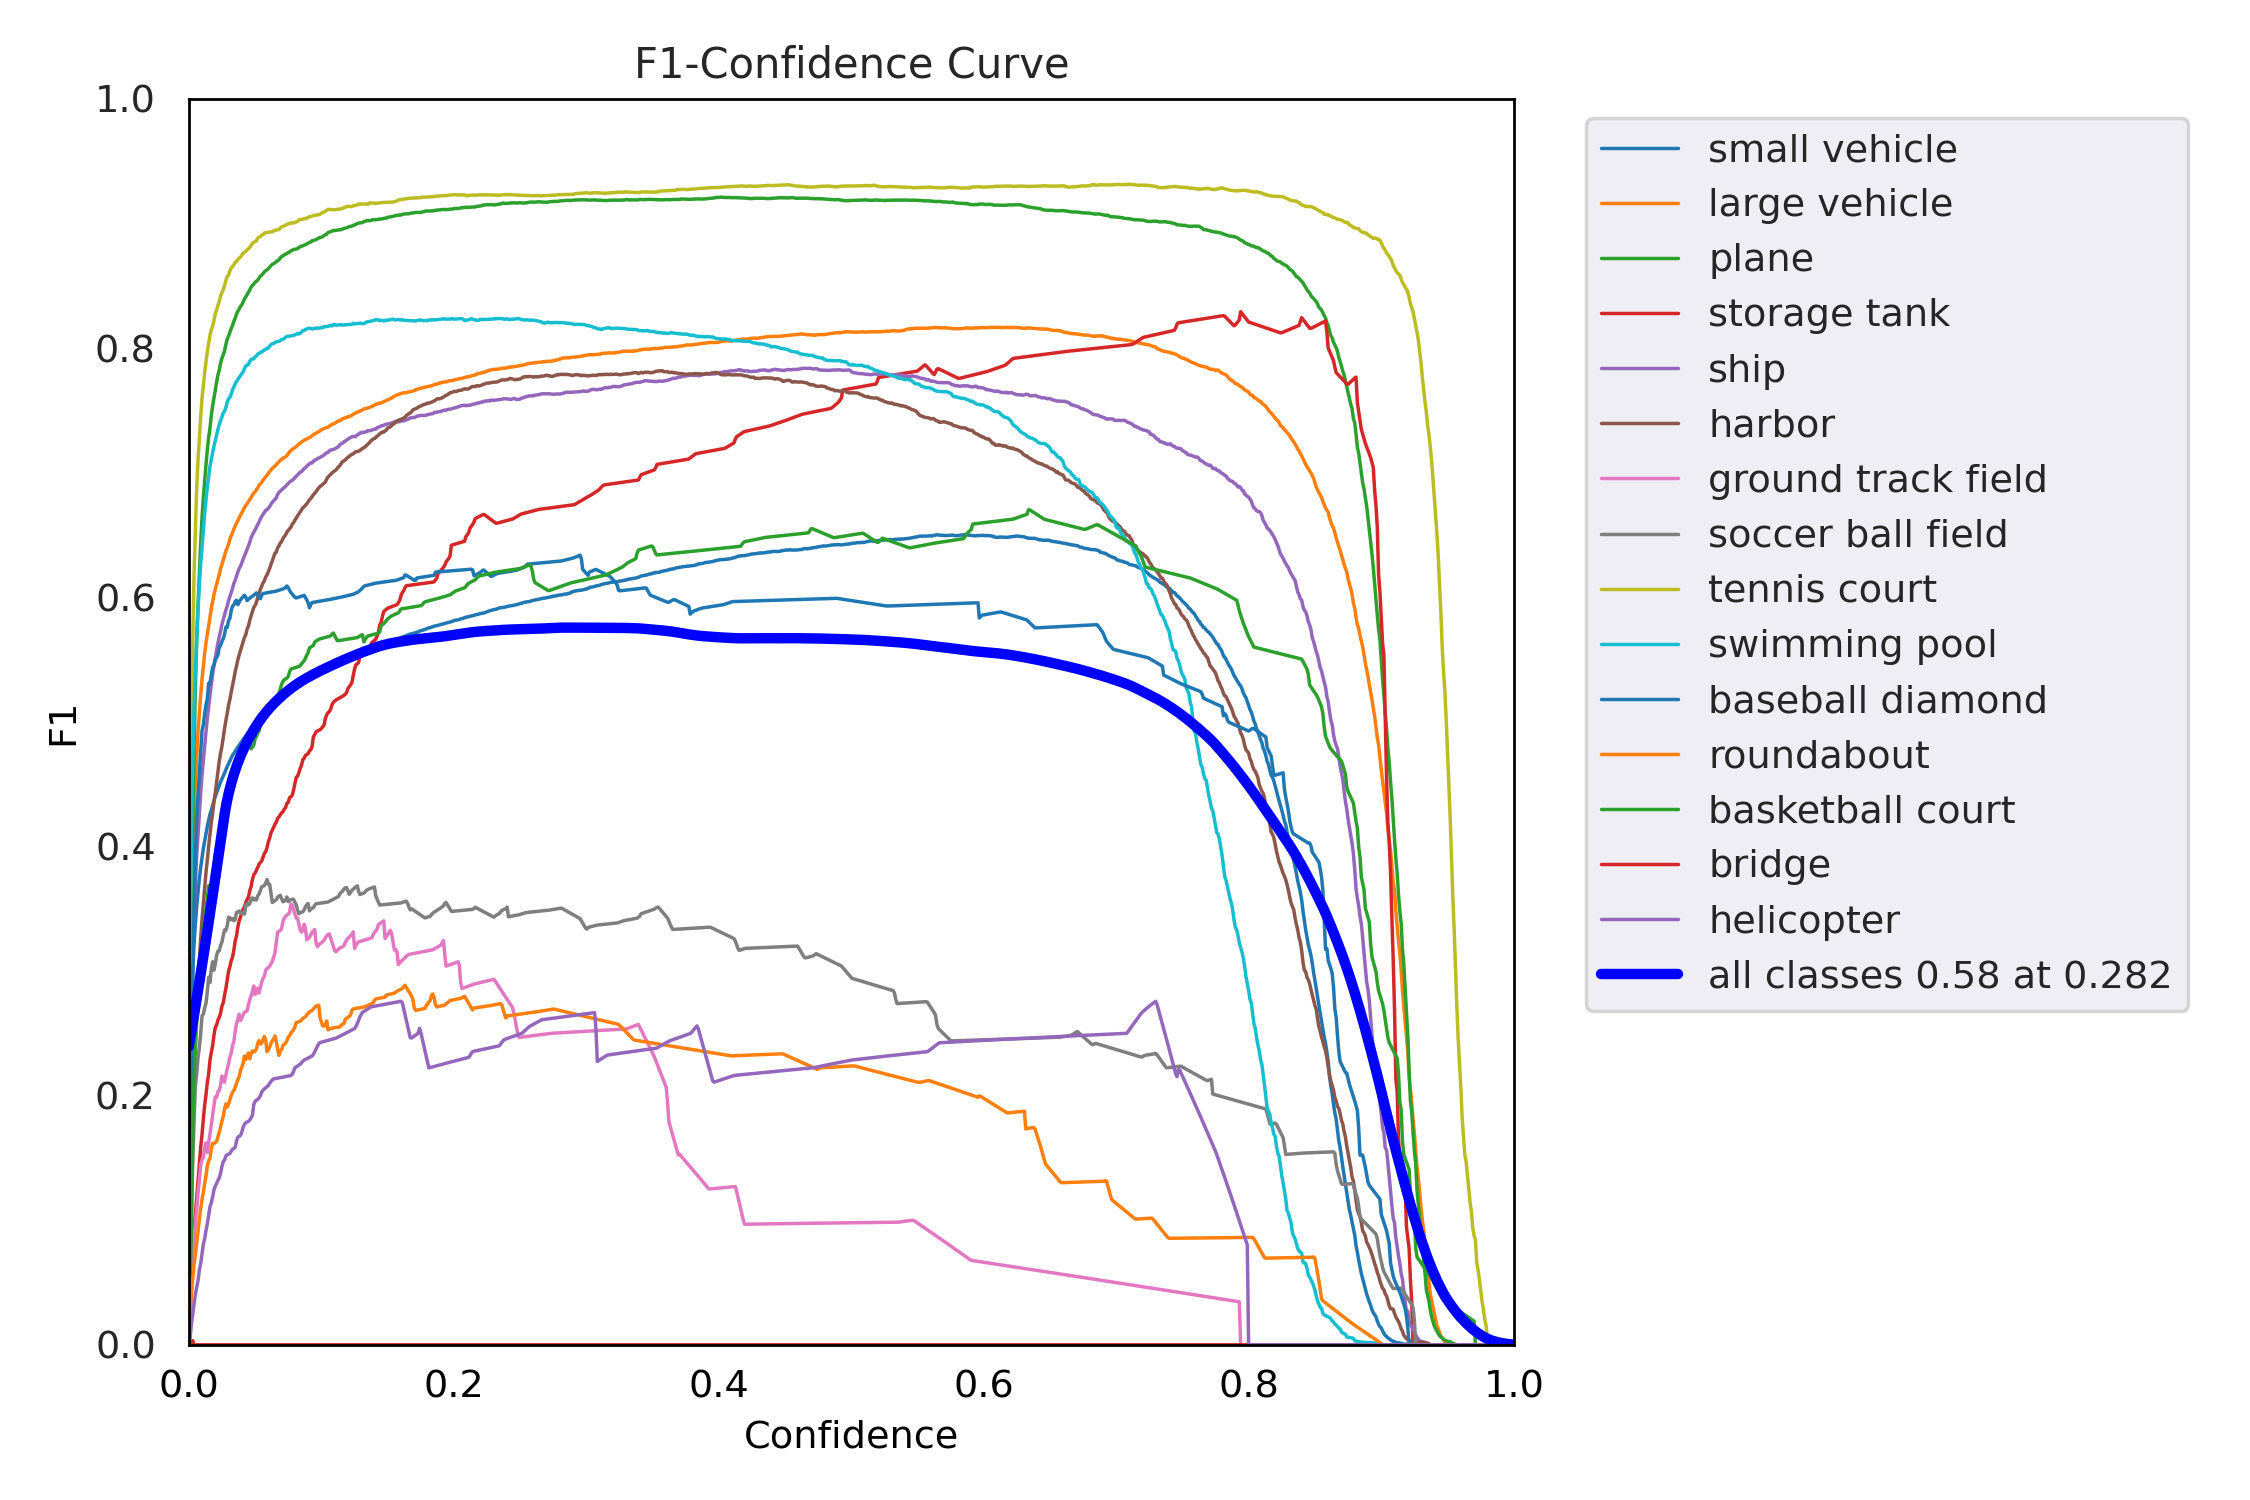 F1-Confidence Curve
1.0
0.8
0.6
0.4
0.2
0.0
F1
0.0 0.2 0.4 0.6 0.8 1.0
Confidence
small vehicle
large vehicle
plane
storage tank
ship
harbor
ground track field
soccer ball field
tennis court
swimming pool
baseball diamond
roundabout
basketball court
bridge
helicopter
all classes 0.58 at 0.282